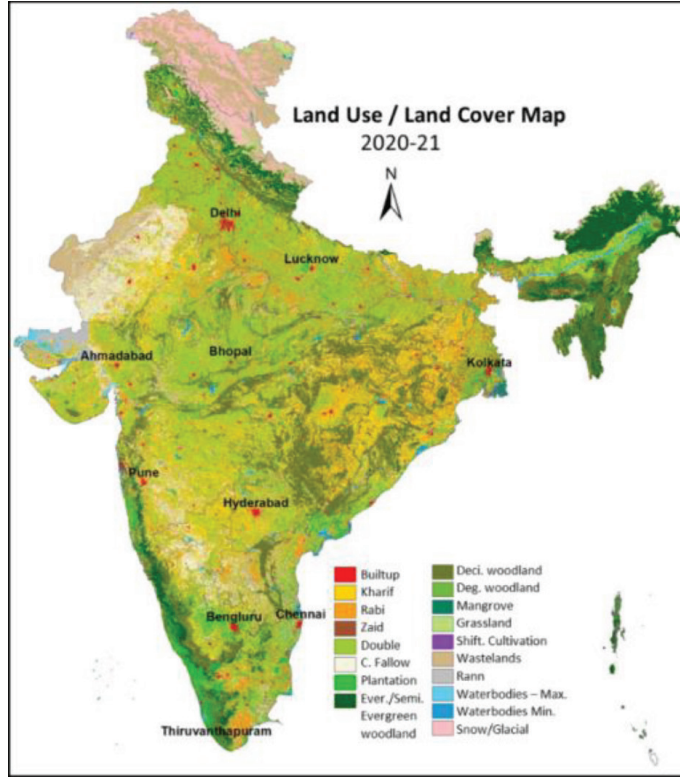 Land Use / Land Cover Map
2020-21
N
Delhi
Lucknow
Ahmadabad
Bhopal
Kolkata
Pune
Hyderabad
Bengluru
Chennai
Thiruvanthapuram
Builtup
Kharif
Rabi
Zaid
Double
C. Fallow
Plantation
Ever./Semi.
Evergreen
woodland
Deci. woodland
Deg. woodland
Mangrove
Grassland
Shift. Cultivation
Wastelands
Rann
Waterbodies – Max.
Waterbodies Min.
Snow/Glacial